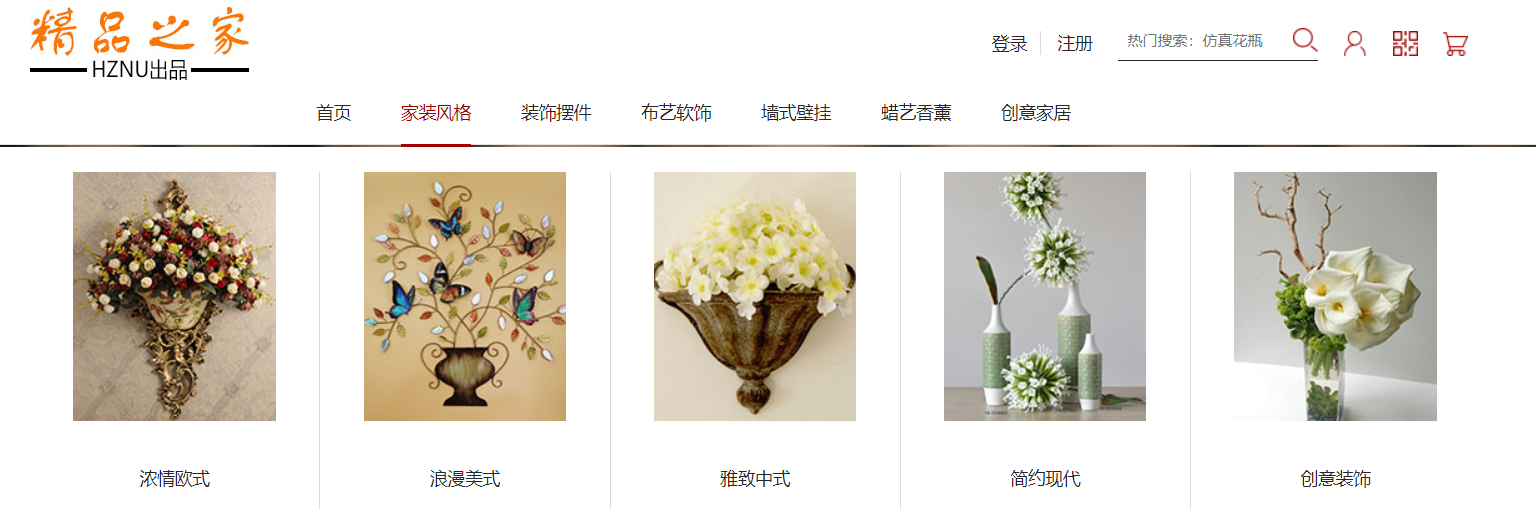 精品之家
HZNU出品
登录 注册 热门搜索：仿真花瓶
首页 家装风格 装饰摆件 布艺软饰 墙式壁挂 蜡艺香薰 创意家居
浓情欧式 浪漫美式 雅致中式 简约现代 创意装饰